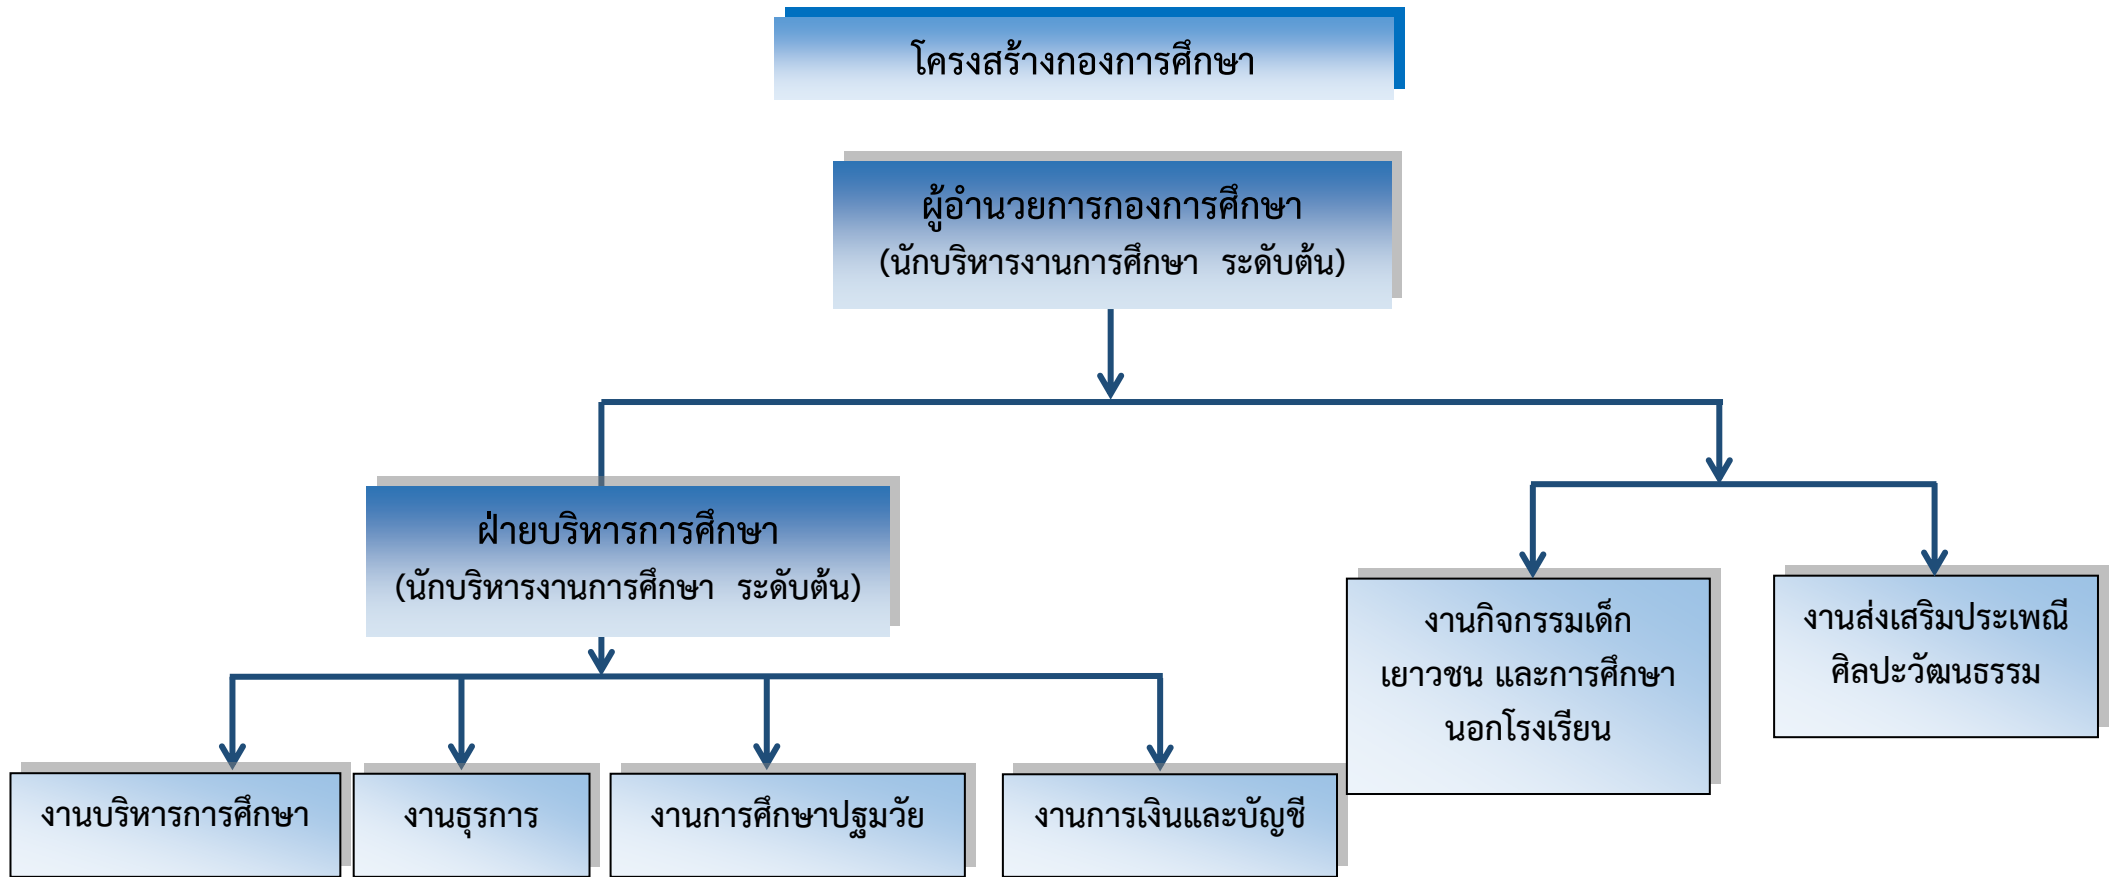 โครงสร้างกองการศึกษา
ผู้อำนวยการกองการศึกษา
(นักบริหารงานการศึกษา ระดับต้น)
ฝ่ายบริหารการศึกษา
(นักบริหารงานการศึกษา ระดับต้น)
งานกิจกรรมเด็ก
เยาวชน และการศึกษา
นอกโรงเรียน
งานส่งเสริมประเพณี
ศิลปะวัฒนธรรม
งานบริหารการศึกษา
งานธุรการ
งานการศึกษาปฐมวัย
งานการเงินและบัญชี